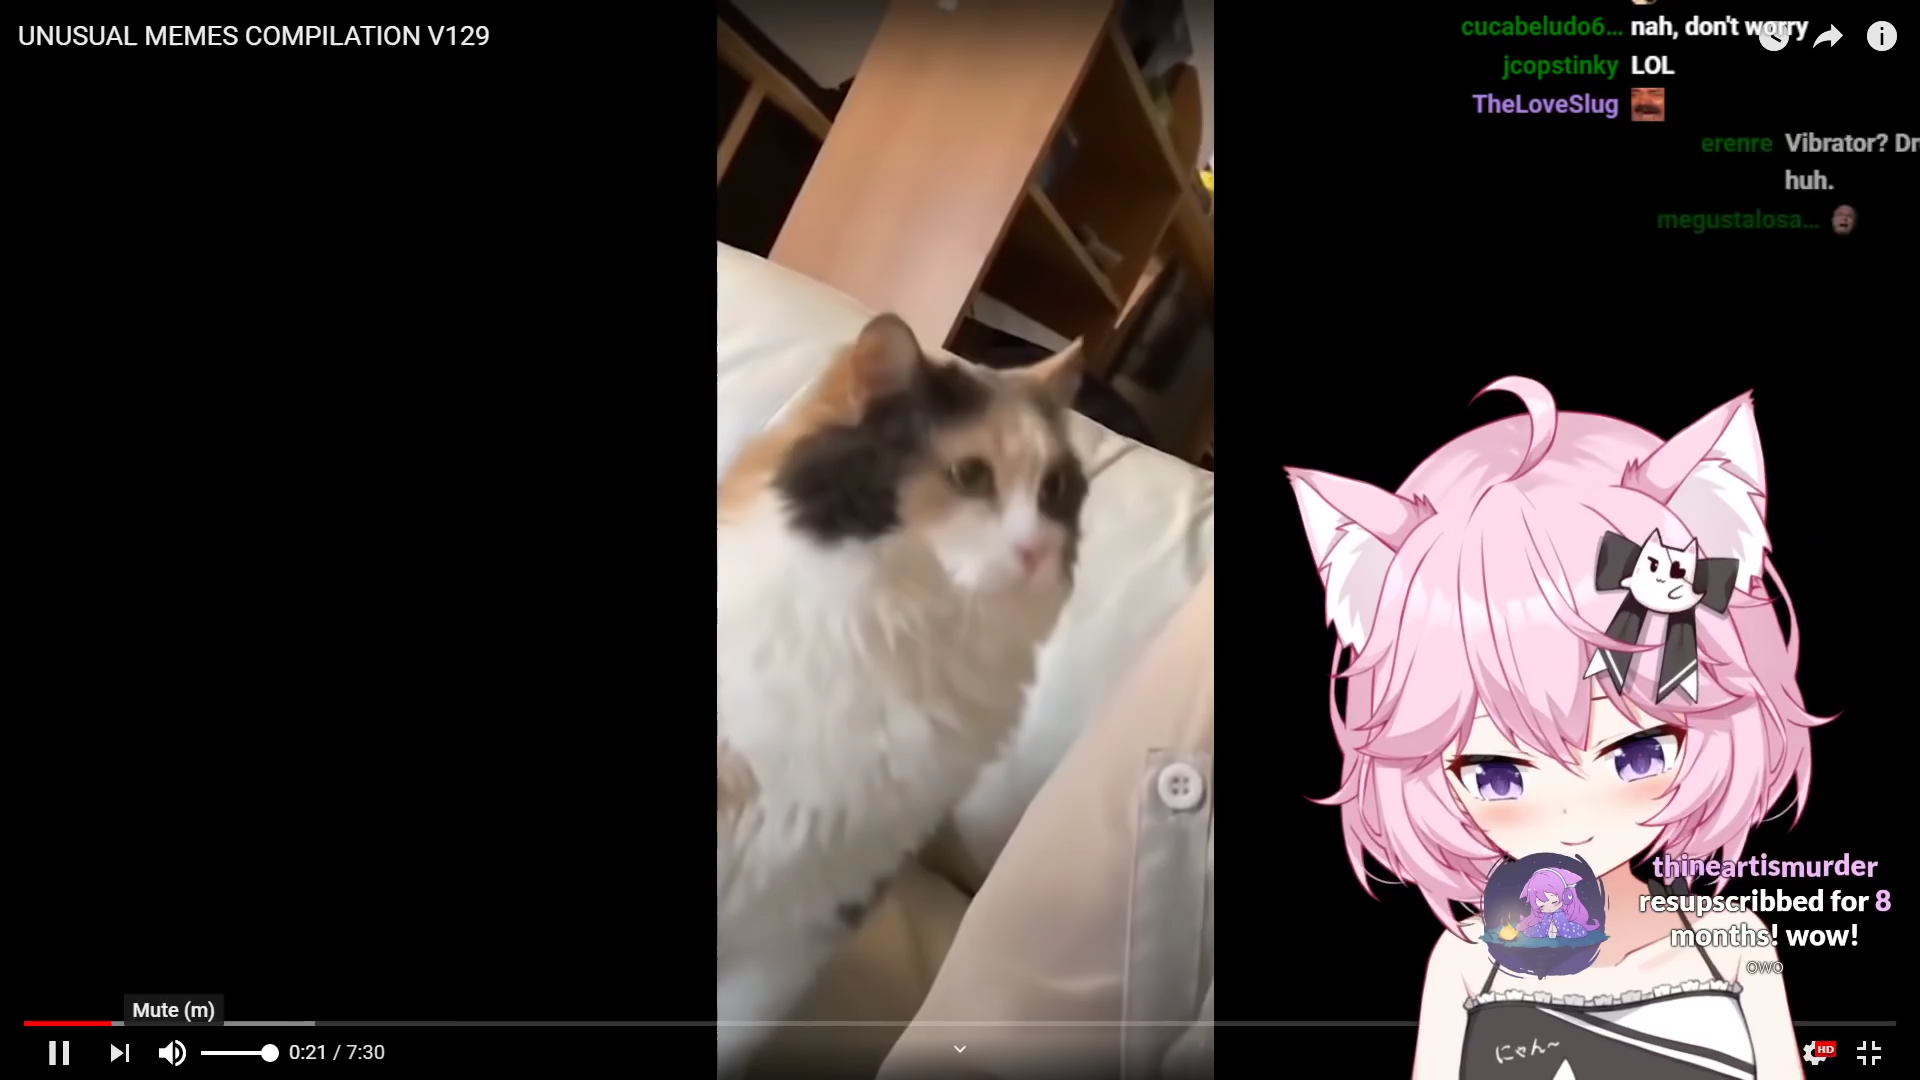 UNUSUAL MEMES COMPILATION V129
cucabeludo6... nah, don't worry
jcopstinky LOL
TheLoveSlug
erenre Vibrator?
huh.
megustalosa...
thineartismurder
resupscribbed for 8
months! wow!
owo
にゃん~
Mute (m)
0:21 / 7:30
HD